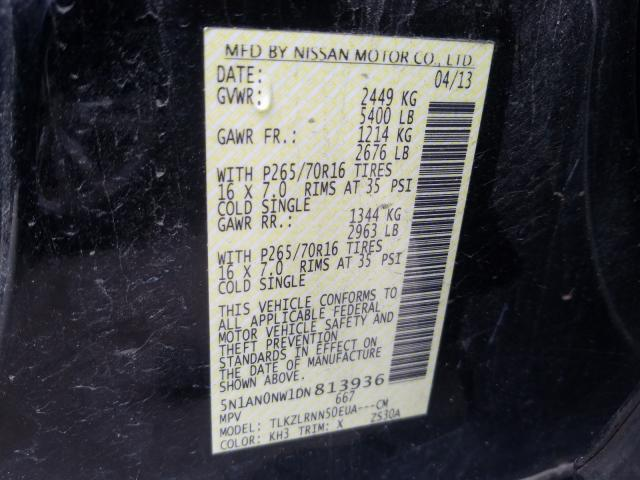 MFD BY NISSAN MOTOR CO., LTD.
DATE: 04/13
GVWR: 2449 KG
5400 LB
GAWR FR.: 1214 KG
2676 LB
WITH P265/70R16 TIRES
16 X 7.0 RIMS AT 35 PSI
COLD SINGLE
GAWR RR.: 1344 KG
2963 LB
WITH P265/70R16 TIRES
16 X 7.0 RIMS AT 35 PSI
COLD SINGLE
THIS VEHICLE CONFORMS TO
ALL APPLICABLE FEDERAL
MOTOR VEHICLE SAFETY AND
THEFT PREVENTION
STANDARDS IN EFFECT ON
THE DATE OF MANUFACTURE
SHOWN ABOVE.
5N1AN0NW1DN813936
MPV 667
MODEL: TLKZLRNN50EUA---CM
COLOR: KH3 TRIM: X ZS30A